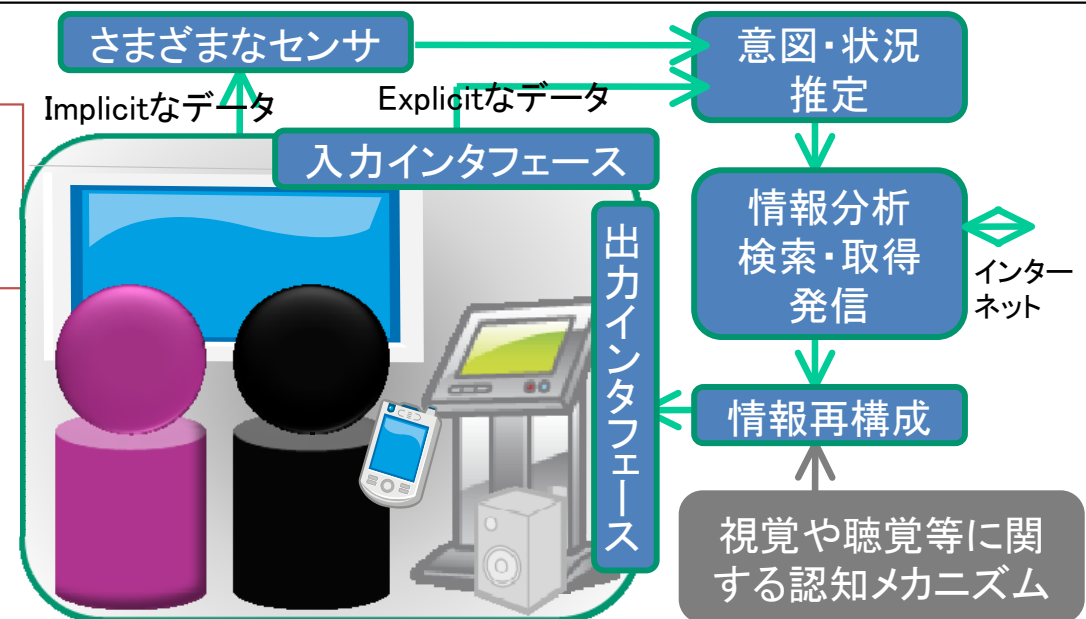 さまざまなセンサ
意図・状況
推定
Implicitなデータ
Explicitなデータ
入力インタフェース
出力インタフェース
情報分析
検索・取得
発信
インター
ネット
情報再構成
視覚や聴覚等に関
する認知メカニズム